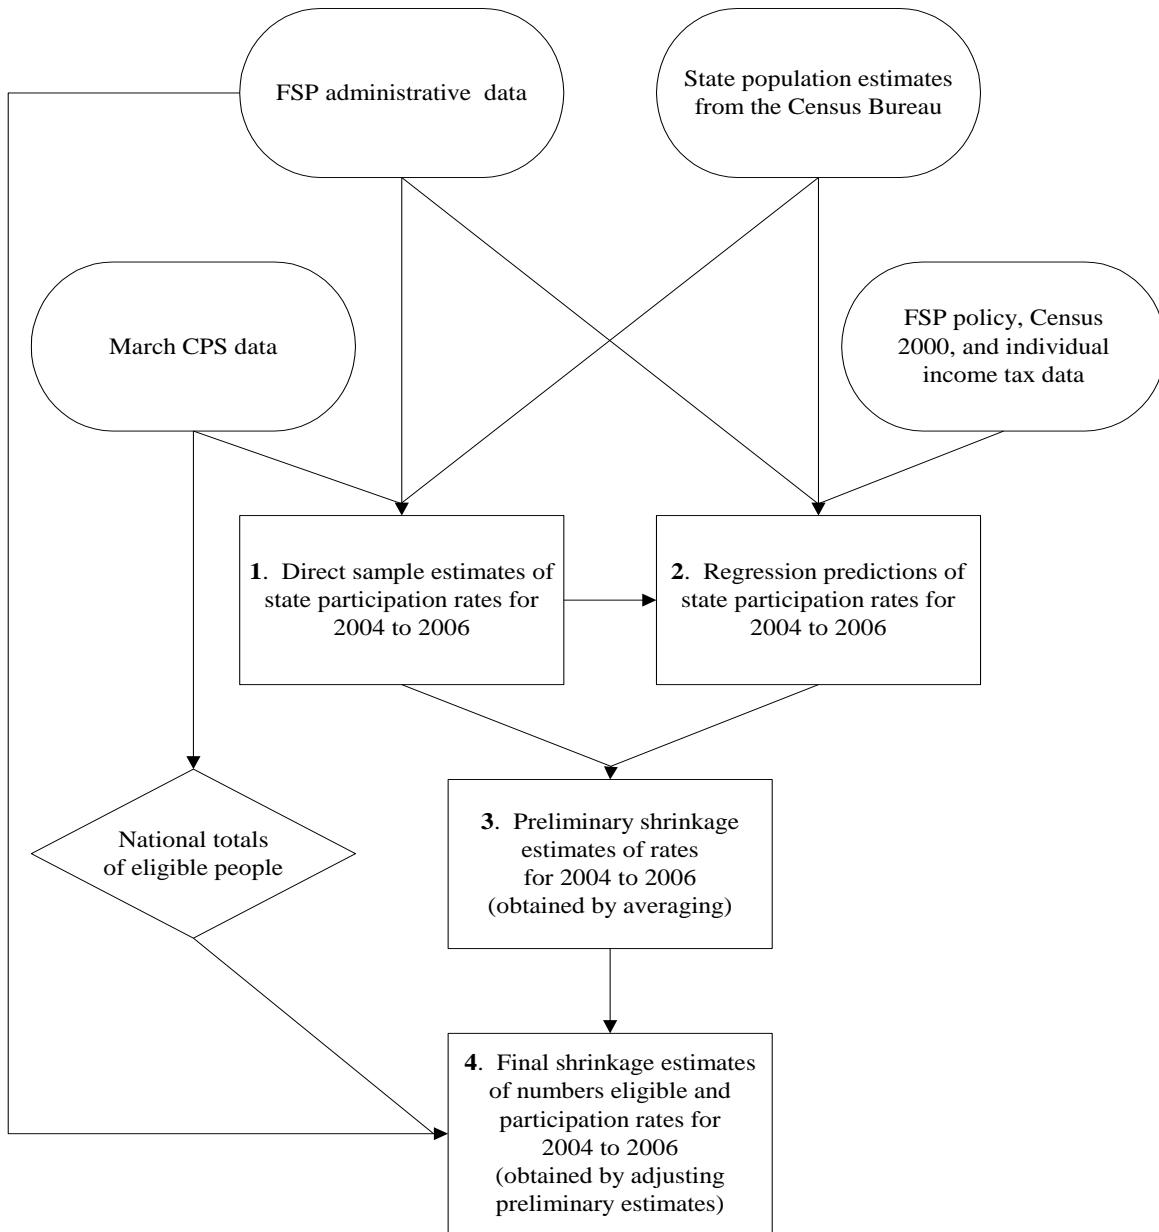 FSP administrative data
State population estimates
from the Census Bureau
March CPS data
FSP policy, Census
2000, and individual
income tax data
1. Direct sample estimates of
state participation rates for
2004 to 2006
2. Regression predictions of
state participation rates for
2004 to 2006
National totals
of eligible people
3. Preliminary shrinkage
estimates of rates
for 2004 to 2006
(obtained by averaging)
4. Final shrinkage estimates
of numbers eligible and
participation rates for
2004 to 2006
(obtained by adjusting
preliminary estimates)